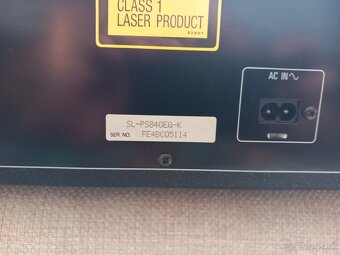 CLASS 1
LASER PRODUCT
AC IN
SL-PS840EG-K
SER. NO. FE4BC05114